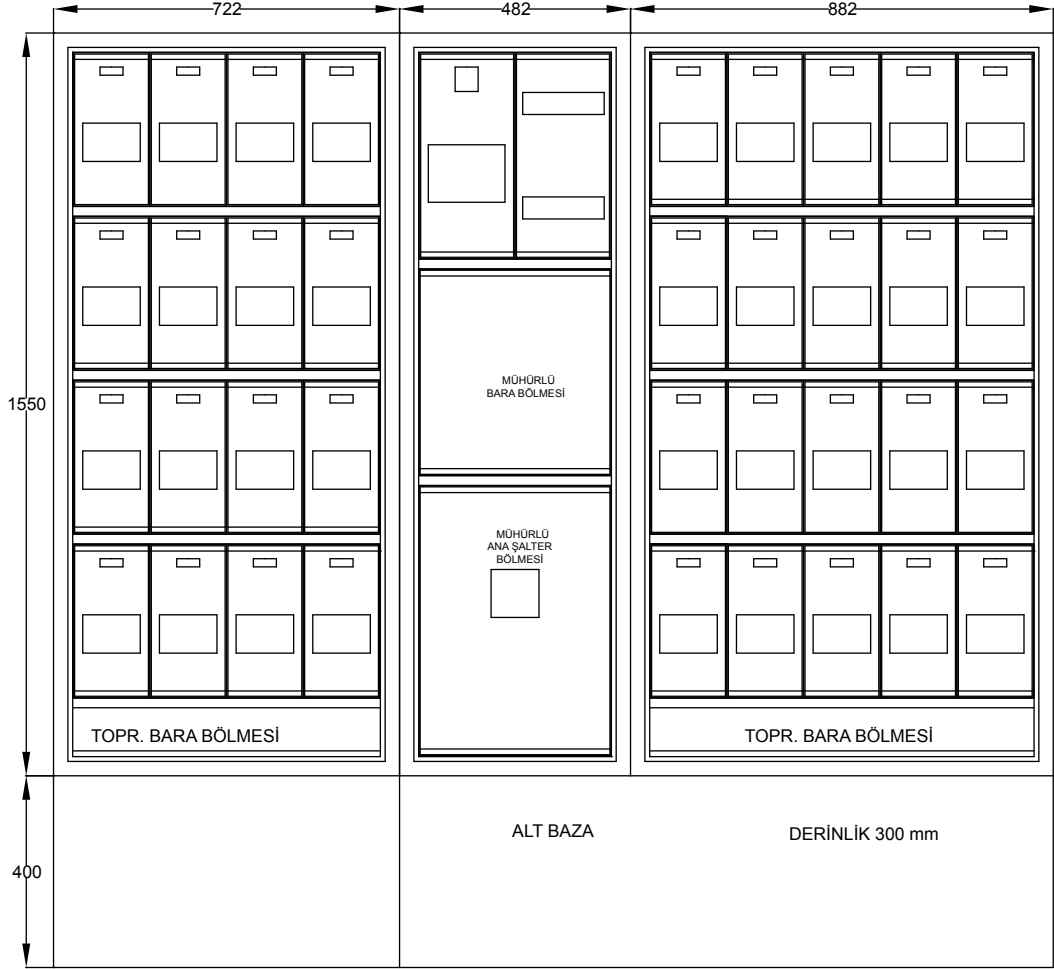 722
482
882
1550
MÜHÜRLÜ
BARA BÖLMESİ
MÜHÜRLÜ
ANA ŞALTER
BÖLMESİ
TOPR. BARA BÖLMESİ
TOPR. BARA BÖLMESİ
400
ALT BAZA
DERİNLİK 300 mm